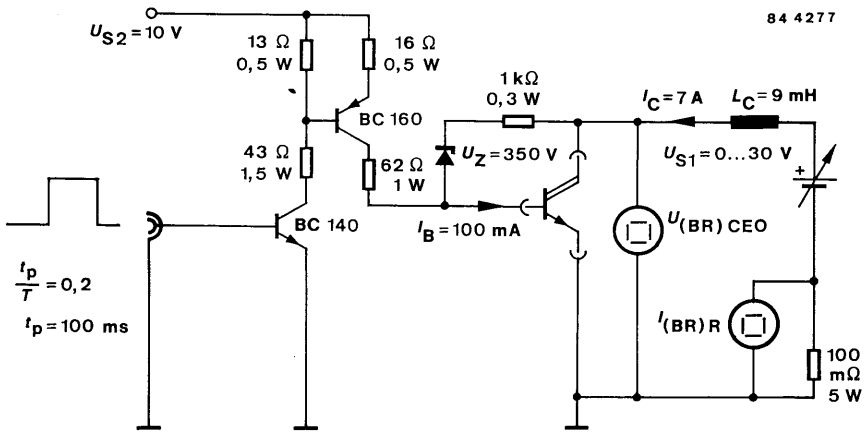 84 4277
U_S2 = 10 V
13 Ω
0,5 W
16 Ω
0,5 W
BC 160
1 kΩ
0,3 W
I_C = 7 A
L_C = 9 mH
43 Ω
1,5 W
62 Ω
1 W
U_Z = 350 V
U_S1 = 0...30 V
+
BC 140
I_B = 100 mA
U_(BR) CEO
t_p/T = 0,2
t_p = 100 ms
I_(BR) R
100
mΩ
5 W